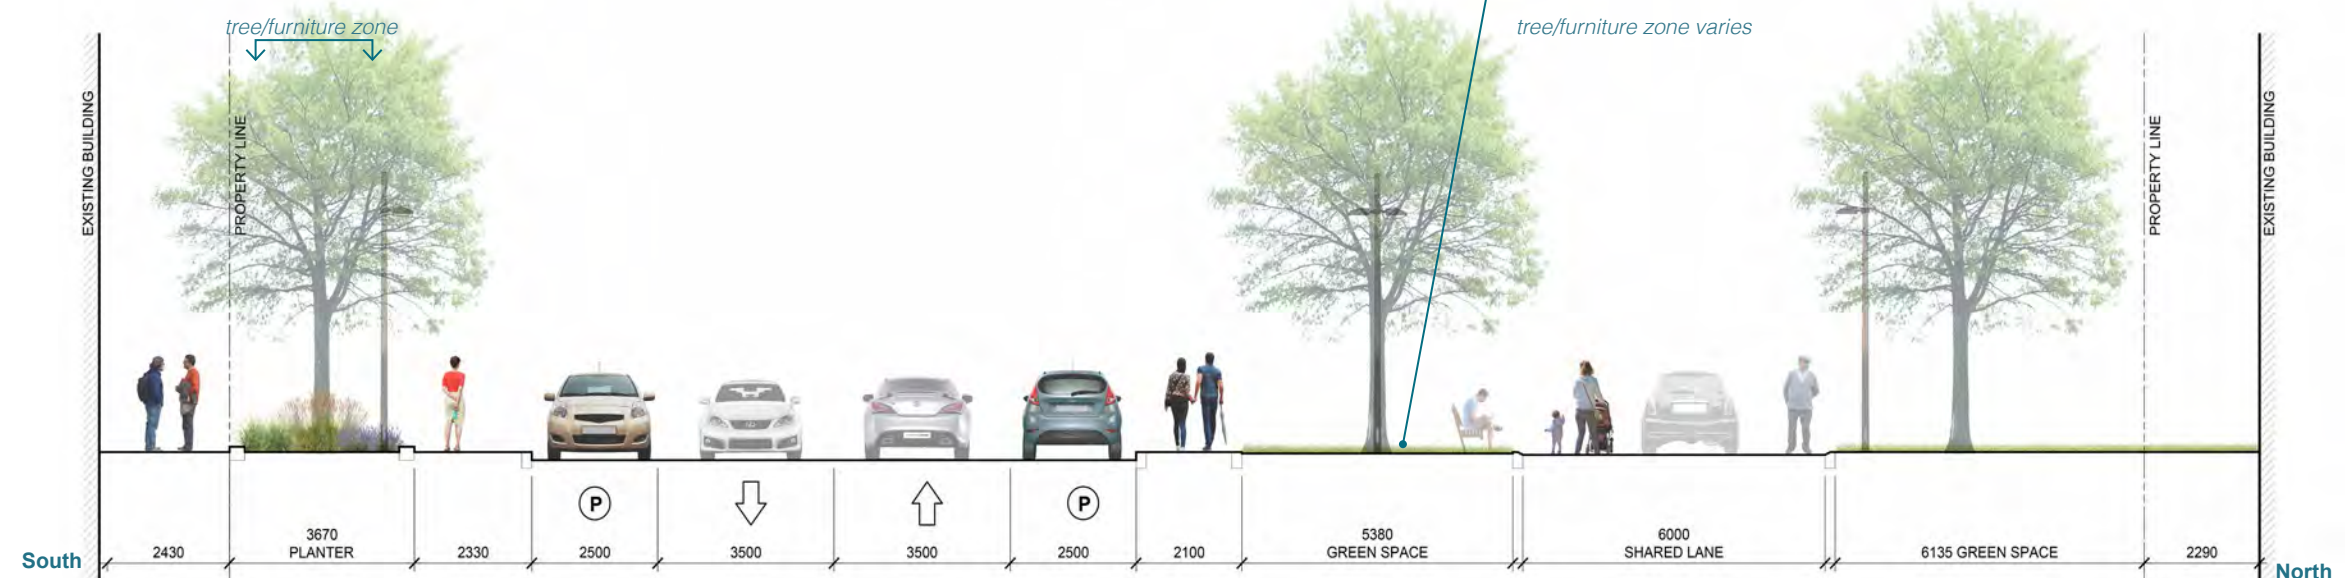 tree/furniture zone
tree/furniture zone varies
EXISTING BUILDING
PROPERTY LINE
PROPERTY LINE
EXISTING BUILDING
P
P
2430
3670
PLANTER
2330
2500
3500
3500
2500
2100
5380
GREEN SPACE
6000
SHARED LANE
6135 GREEN SPACE
2290
South
North